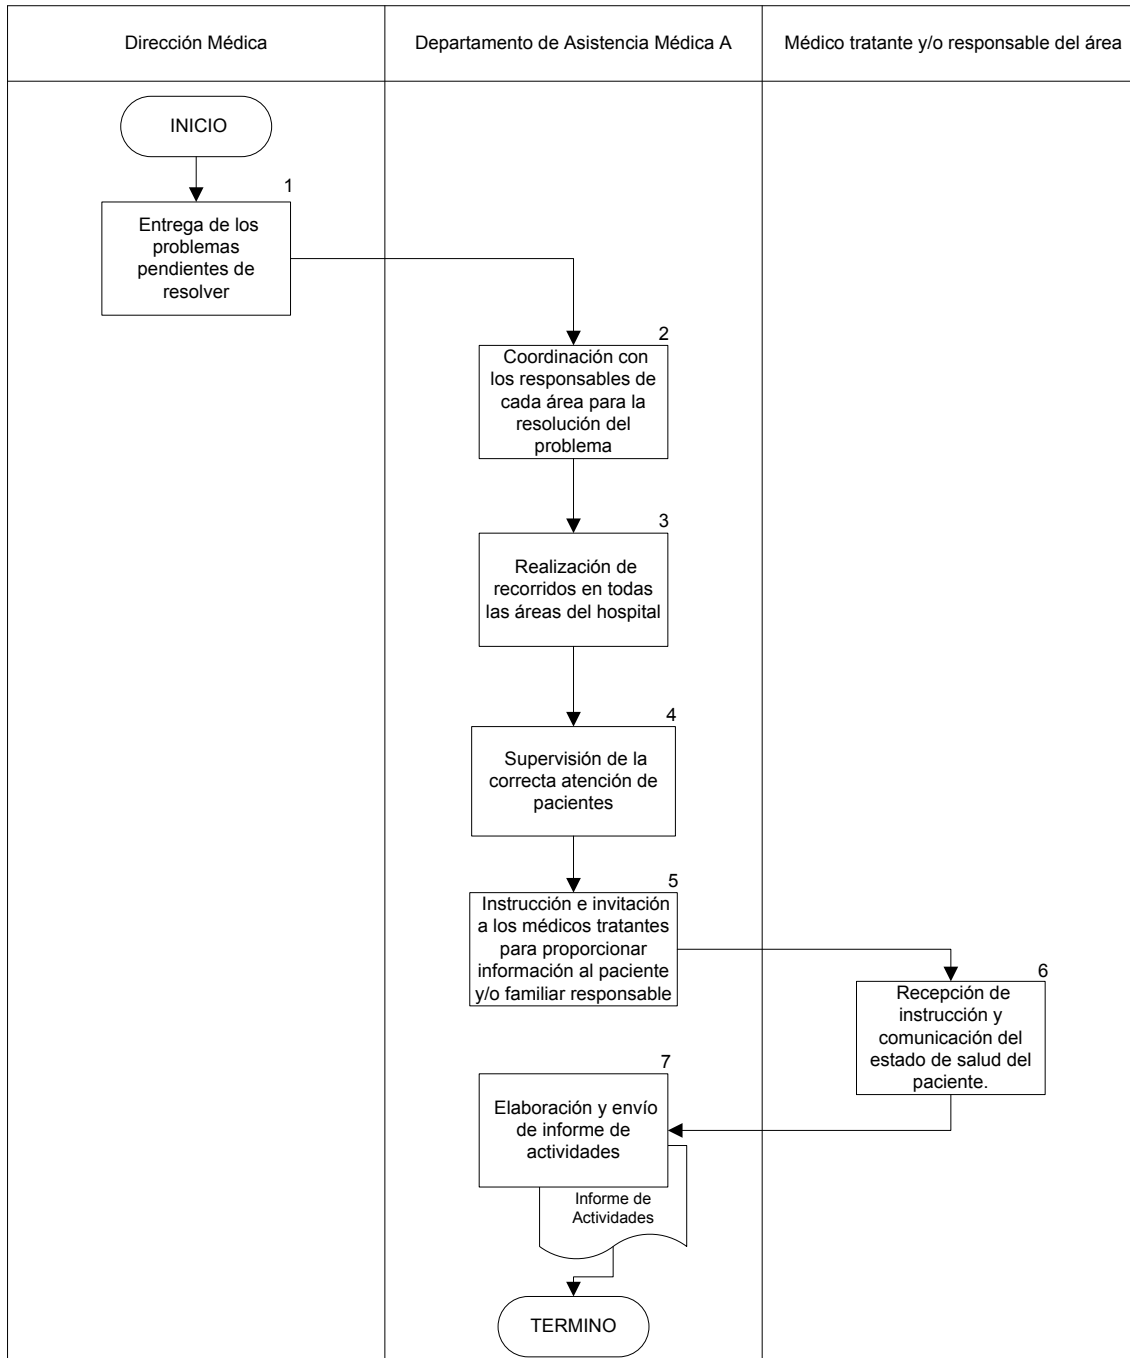 Dirección Médica
Departamento de Asistencia Médica A
Médico tratante y/o responsable del área
INICIO
1
Entrega de los
problemas
pendientes de
resolver
2
Coordinación con
los responsables de
cada área para la
resolución del
problema
3
Realización de
recorridos en todas
las áreas del hospital
4
Supervisión de la
correcta atención de
pacientes
5
Instrucción e invitación
a los médicos tratantes
para proporcionar
información al paciente
y/o familiar responsable
6
Recepción de
instrucción y
comunicación del
estado de salud del
paciente.
7
Elaboración y envío
de informe de
actividades
Informe de
Actividades
TERMINO